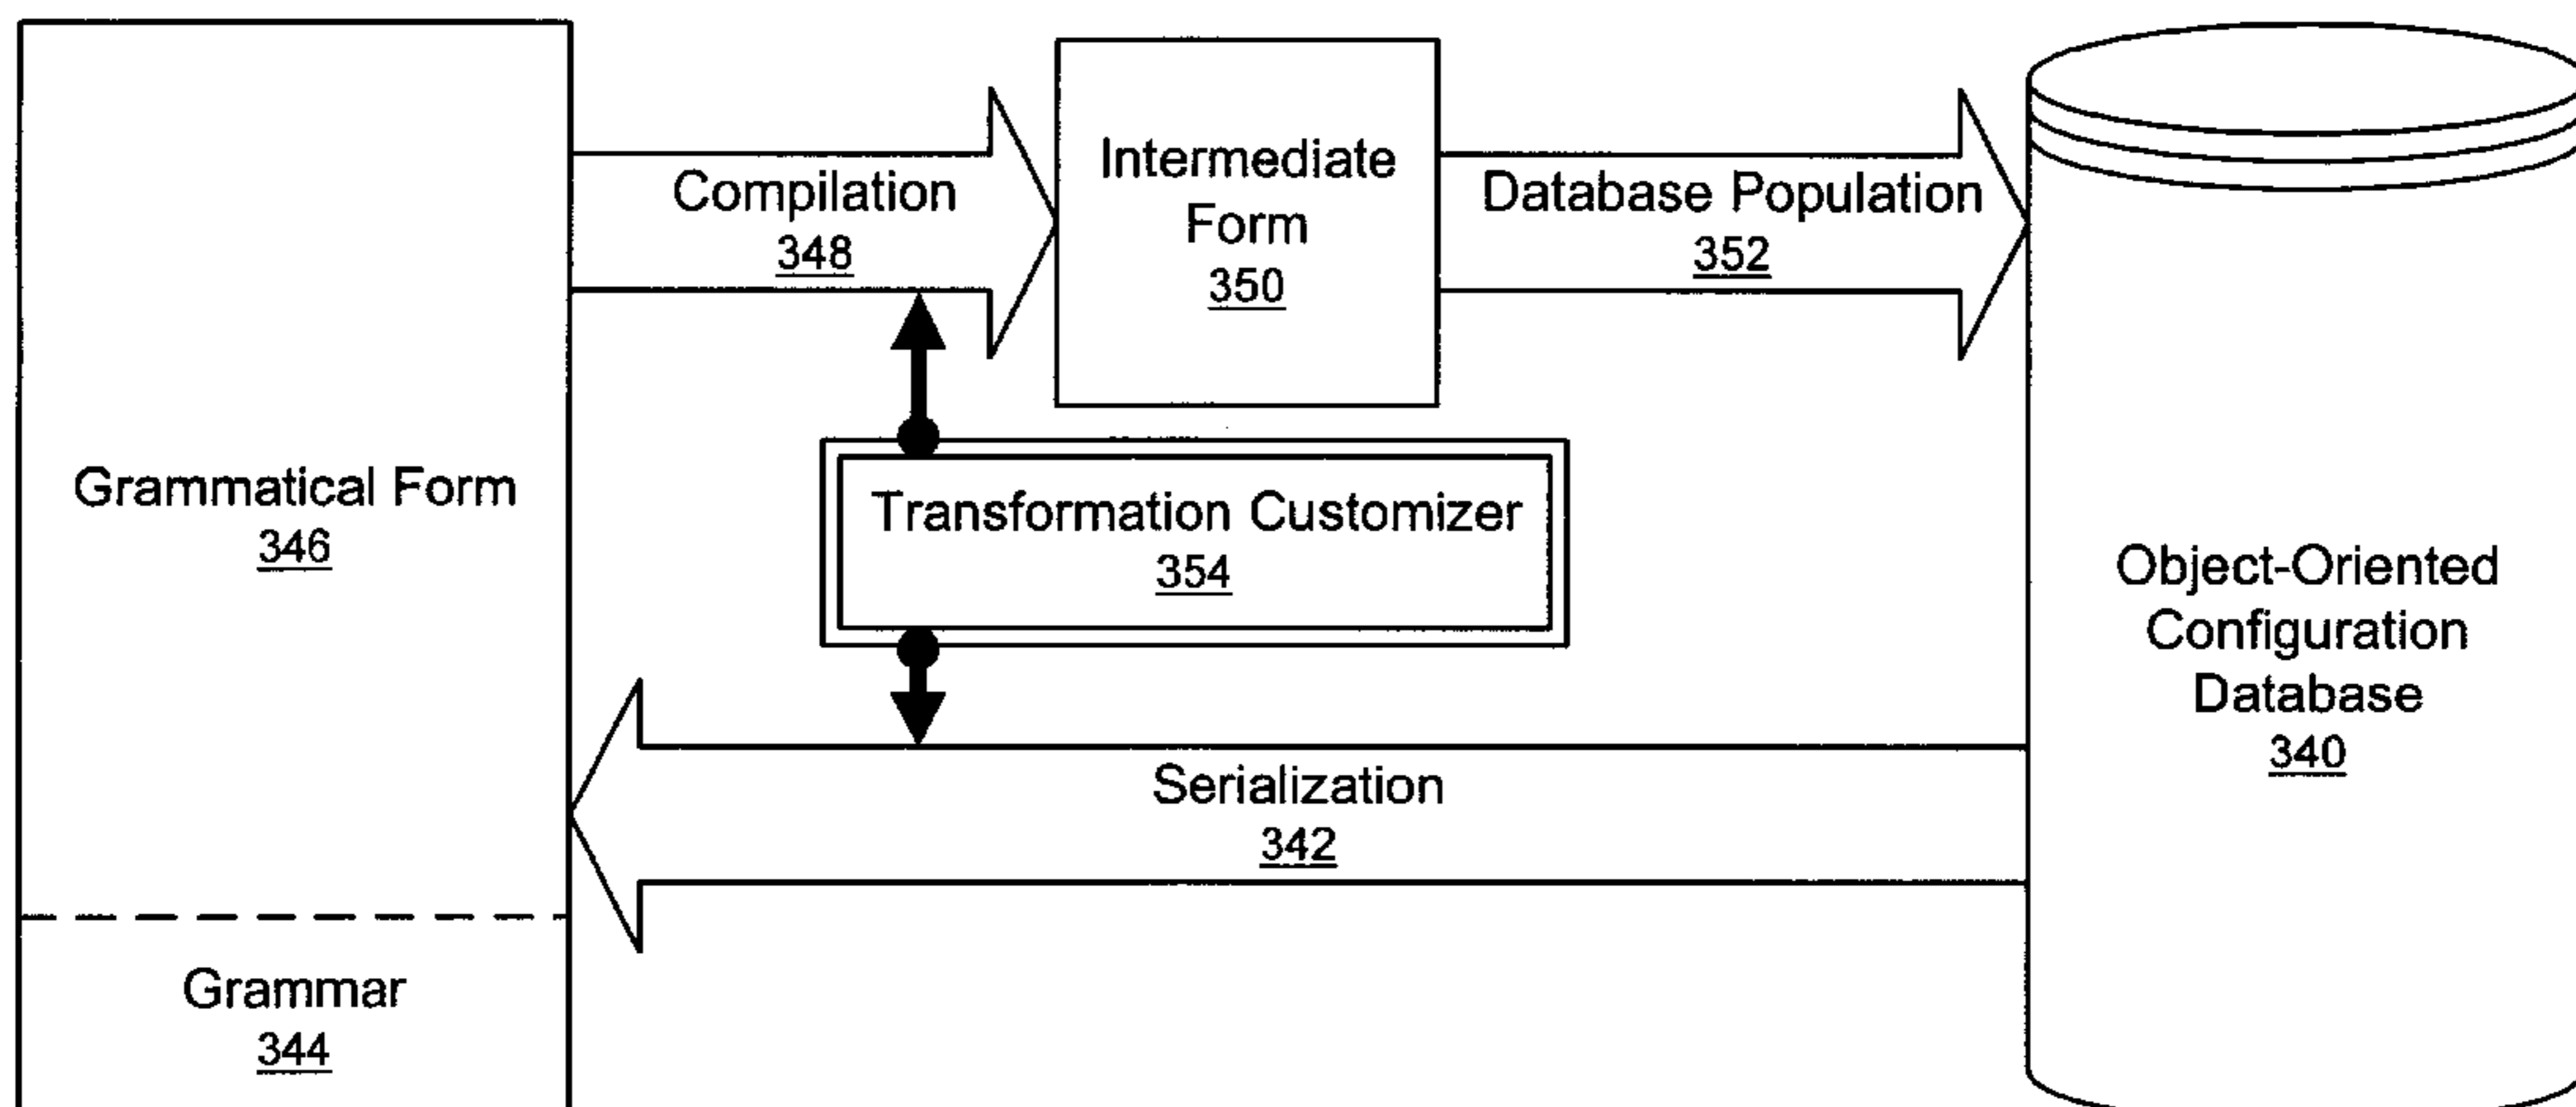 Compilation
348
Intermediate
Form
350
Database Population
352
Grammatical Form
346
Transformation Customizer
354
Object-Oriented
Configuration
Database
340
Serialization
342
Grammar
344